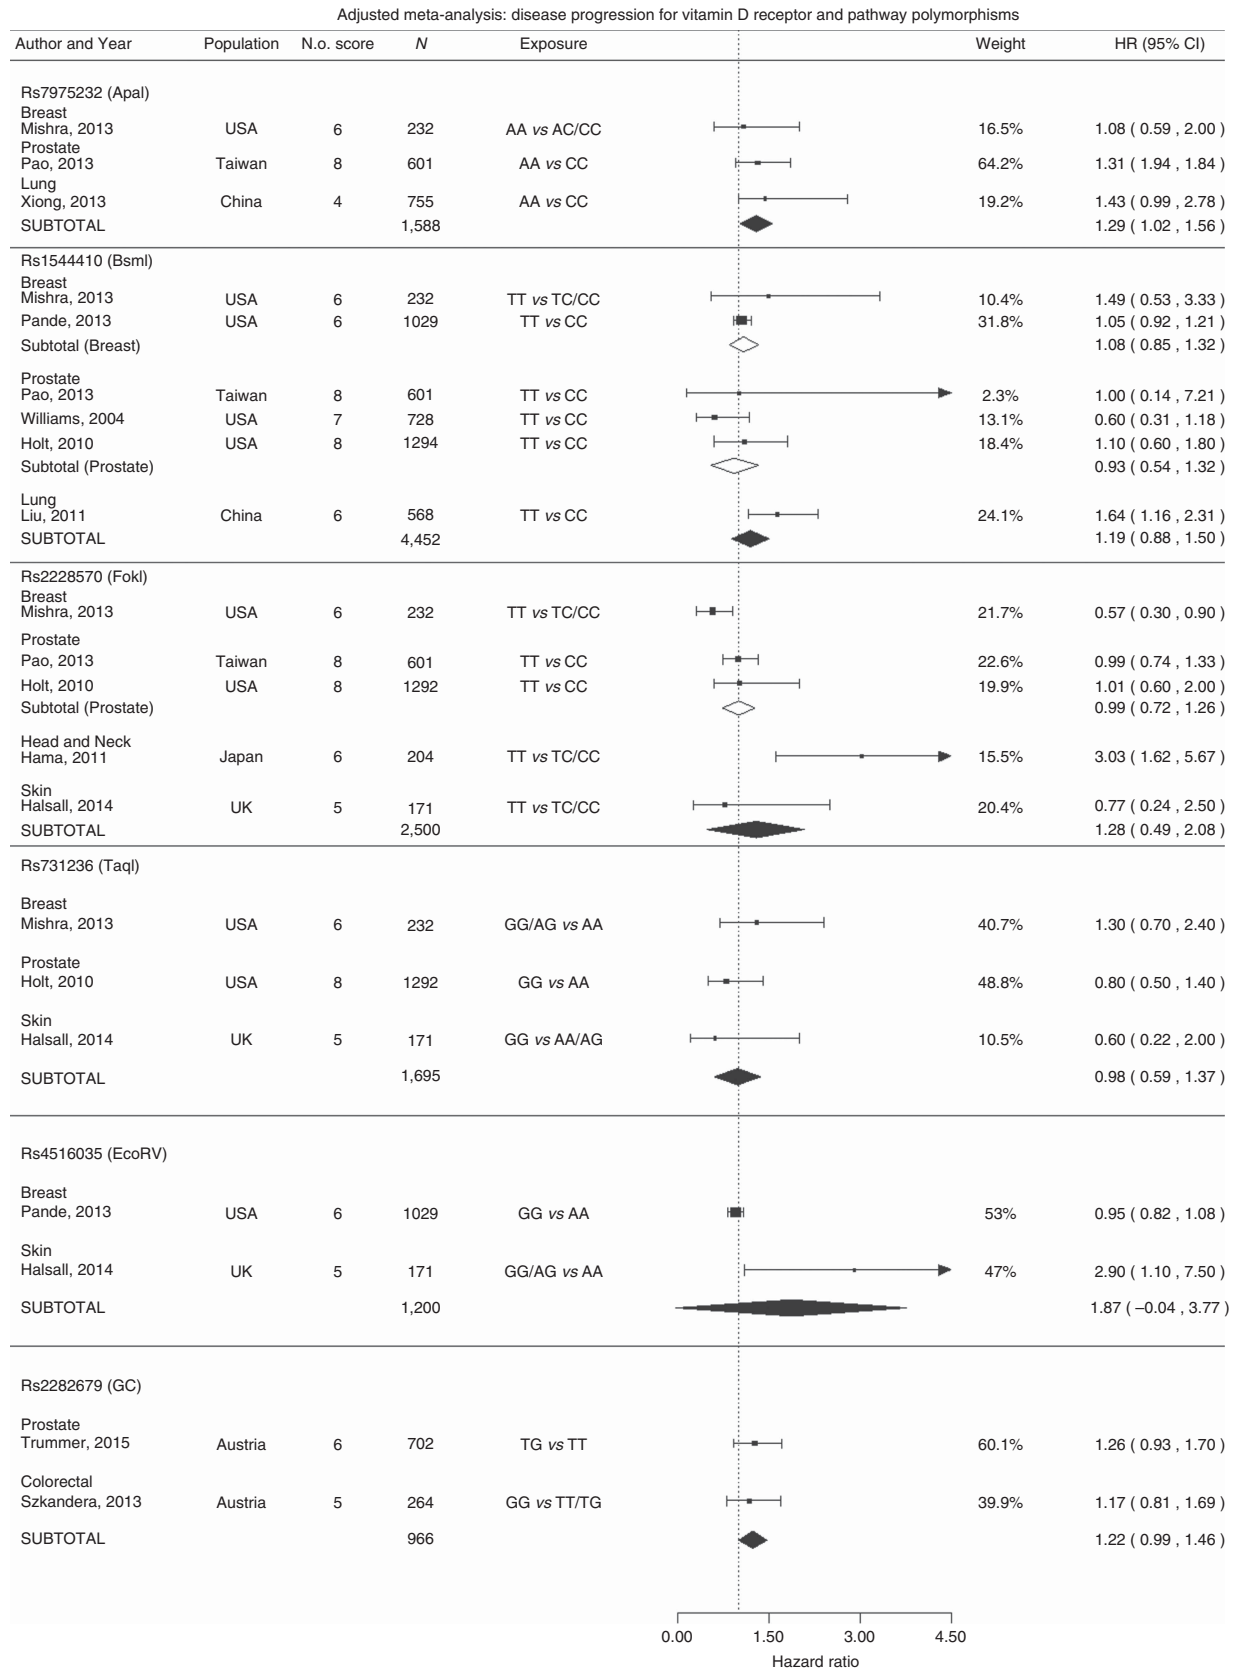 Adjusted meta-analysis: disease progression for vitamin D receptor and pathway polymorphisms
Author and Year Population N.o. score N Exposure Weight HR (95% CI)
Rs7975232 (Apal)
Breast
Mishra, 2013 USA 6 232 AA vs AC/CC 16.5% 1.08 ( 0.59 , 2.00 )
Prostate
Pao, 2013 Taiwan 8 601 AA vs CC 64.2% 1.31 ( 1.94 , 1.84 )
Lung
Xiong, 2013 China 4 755 AA vs CC 19.2% 1.43 ( 0.99 , 2.78 )
SUBTOTAL 1,588 1.29 ( 1.02 , 1.56 )
Rs1544410 (Bsml)
Breast
Mishra, 2013 USA 6 232 TT vs TC/CC 10.4% 1.49 ( 0.53 , 3.33 )
Pande, 2013 USA 6 1029 TT vs CC 31.8% 1.05 ( 0.92 , 1.21 )
Subtotal (Breast) 1.08 ( 0.85 , 1.32 )
Prostate
Pao, 2013 Taiwan 8 601 TT vs CC 2.3% 1.00 ( 0.14 , 7.21 )
Williams, 2004 USA 7 728 TT vs CC 13.1% 0.60 ( 0.31 , 1.18 )
Holt, 2010 USA 8 1294 TT vs CC 18.4% 1.10 ( 0.60 , 1.80 )
Subtotal (Prostate) 0.93 ( 0.54 , 1.32 )
Lung
Liu, 2011 China 6 568 TT vs CC 24.1% 1.64 ( 1.16 , 2.31 )
SUBTOTAL 4,452 1.19 ( 0.88 , 1.50 )
Rs2228570 (Fokl)
Breast
Mishra, 2013 USA 6 232 TT vs TC/CC 21.7% 0.57 ( 0.30 , 0.90 )
Prostate
Pao, 2013 Taiwan 8 601 TT vs CC 22.6% 0.99 ( 0.74 , 1.33 )
Holt, 2010 USA 8 1292 TT vs CC 19.9% 1.01 ( 0.60 , 2.00 )
Subtotal (Prostate) 0.99 ( 0.72 , 1.26 )
Head and Neck
Hama, 2011 Japan 6 204 TT vs TC/CC 15.5% 3.03 ( 1.62 , 5.67 )
Skin
Halsall, 2014 UK 5 171 TT vs TC/CC 20.4% 0.77 ( 0.24 , 2.50 )
SUBTOTAL 2,500 1.28 ( 0.49 , 2.08 )
Rs731236 (Taql)
Breast
Mishra, 2013 USA 6 232 GG/AG vs AA 40.7% 1.30 ( 0.70 , 2.40 )
Prostate
Holt, 2010 USA 8 1292 GG vs AA 48.8% 0.80 ( 0.50 , 1.40 )
Skin
Halsall, 2014 UK 5 171 GG vs AA/AG 10.5% 0.60 ( 0.22 , 2.00 )
SUBTOTAL 1,695 0.98 ( 0.59 , 1.37 )
Rs4516035 (EcoRV)
Breast
Pande, 2013 USA 6 1029 GG vs AA 53% 0.95 ( 0.82 , 1.08 )
Skin
Halsall, 2014 UK 5 171 GG/AG vs AA 47% 2.90 ( 1.10 , 7.50 )
SUBTOTAL 1,200 1.87 ( –0.04 , 3.77 )
Rs2282679 (GC)
Prostate
Trummer, 2015 Austria 6 702 TG vs TT 60.1% 1.26 ( 0.93 , 1.70 )
Colorectal
Szkandera, 2013 Austria 5 264 GG vs TT/TG 39.9% 1.17 ( 0.81 , 1.69 )
SUBTOTAL 966 1.22 ( 0.99 , 1.46 )
0.00 1.50 3.00 4.50
Hazard ratio